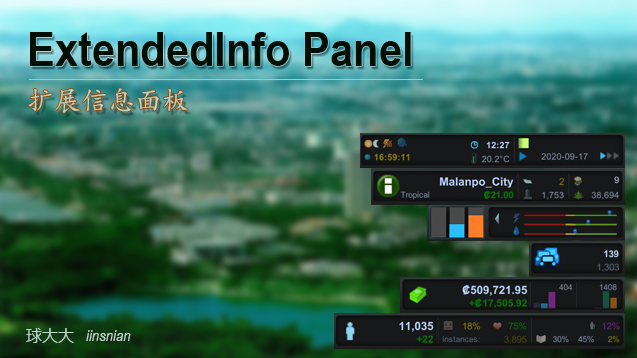 ExtendedInfo Panel
扩展信息面板
12:27
16:59:11 20.2°C 2020-09-17
Malanpo_City 2 9
Tropical ₡21.00 1,753 38,694
139
1,303
₡509,721.95 404 1408
+₡17,505.92
11,035 18% 75% 12%
+22 instances: 3,895 30% 45% 2%
球大大 iinsnian